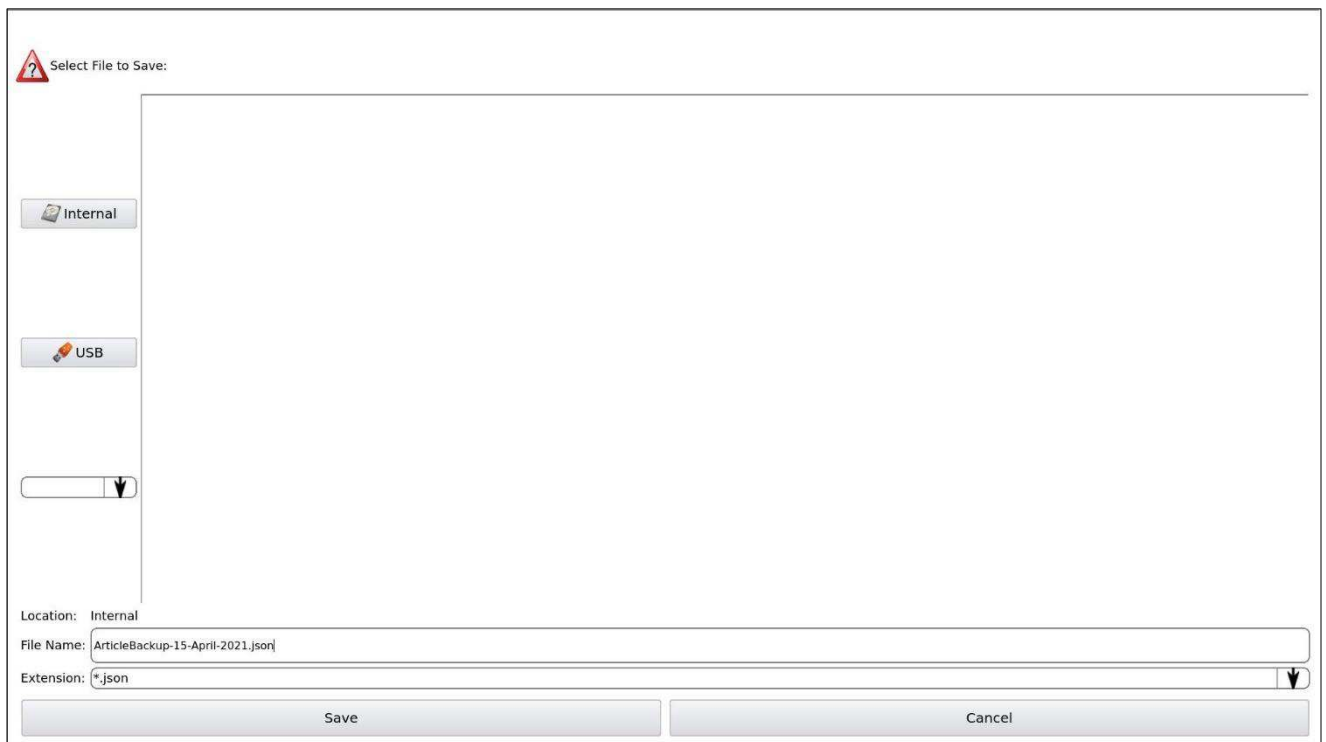 Select File to Save:
Internal
USB
Location: Internal
File Name: ArticleBackup-15-April-2021.json
Extension: *.json
Save Cancel